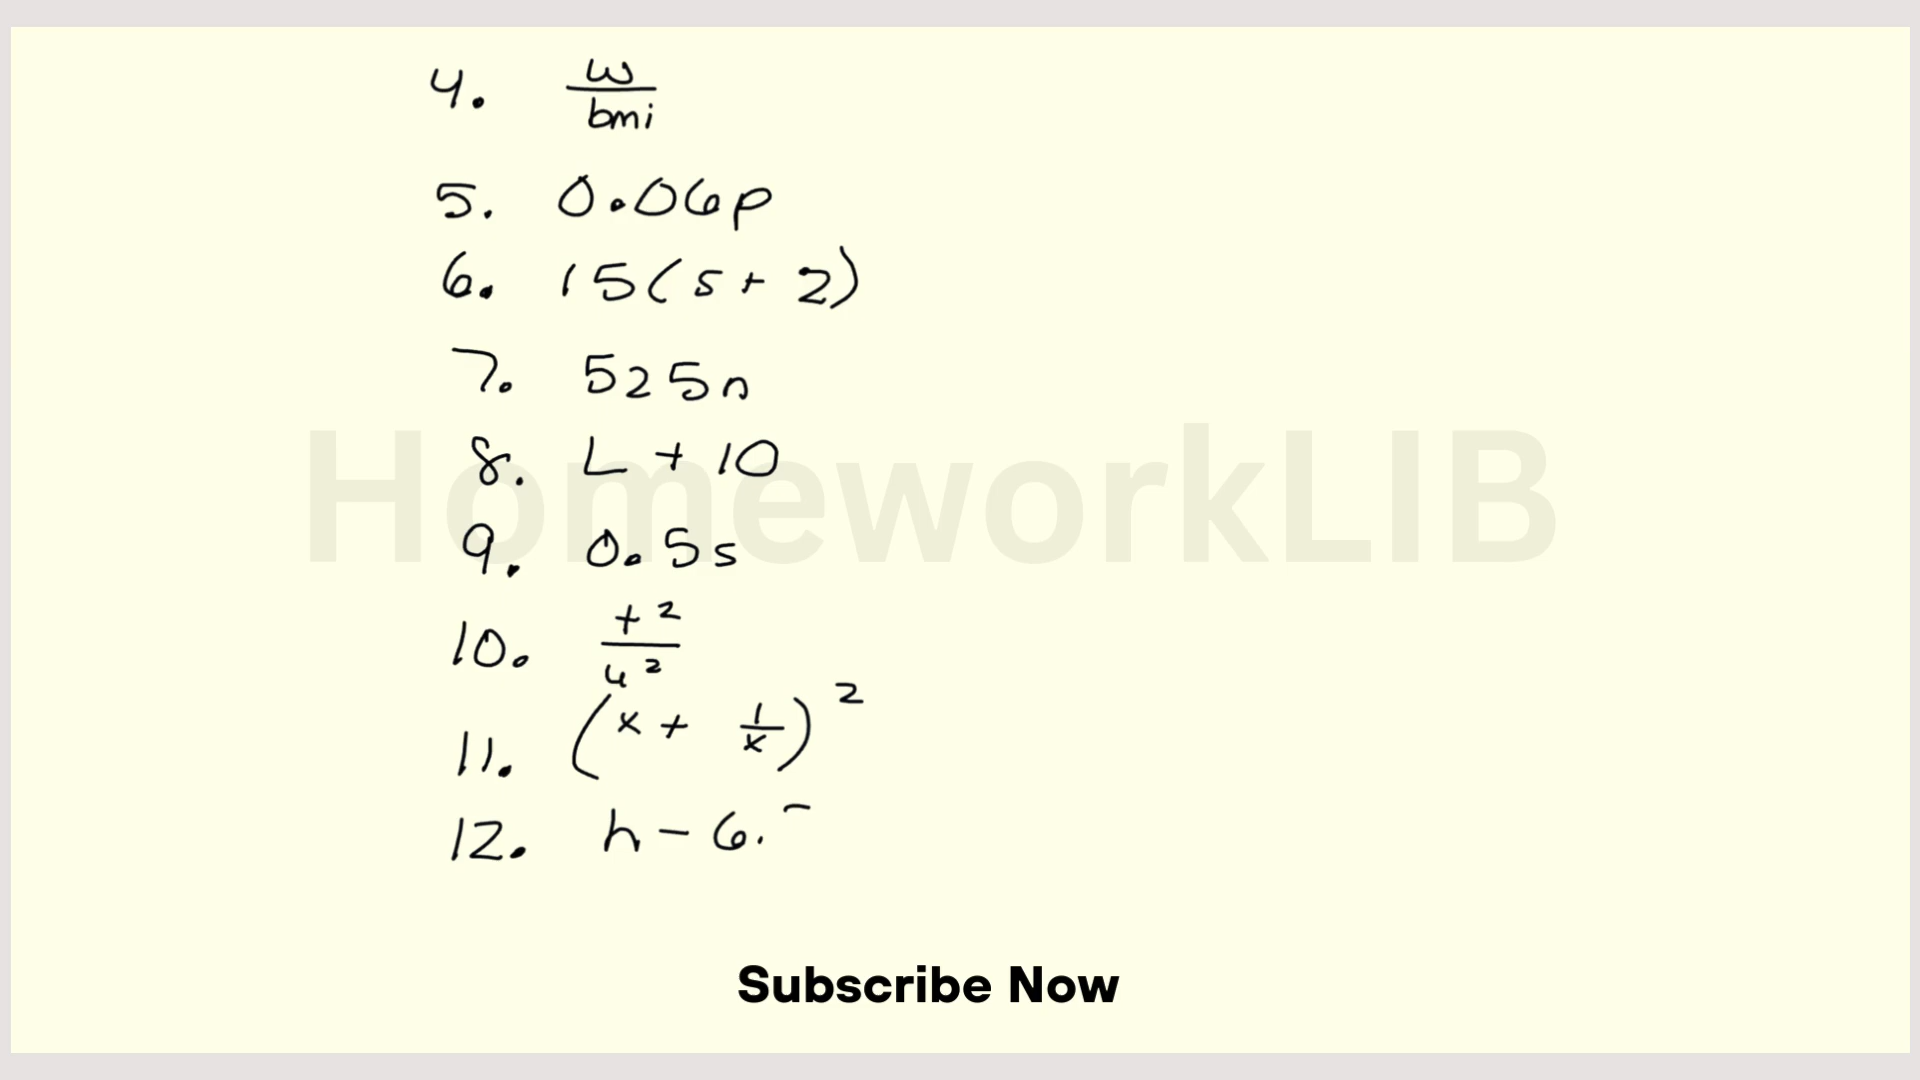 4. w/bmi
5. 0.06p
6. 15(s + 2)
7. 525n
8. L + 10
9. 0.5s
10. t²/4²
11. (x + 1/x)²
12. h - 6.
HomeworkLIB
Subscribe Now